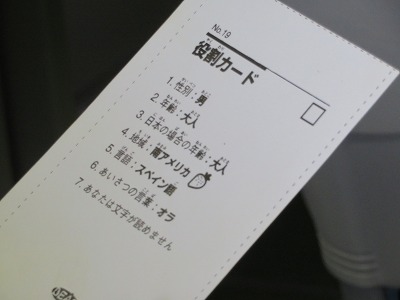 No.19
役割カード
1. 性別：男
2. 年齢：大人
3. 日本の場合の年齢：大人
4. 地域：南アメリカ
5. 言語：スペイン語
6. あいさつの言葉：オラ
7. あなたは文字が読めません